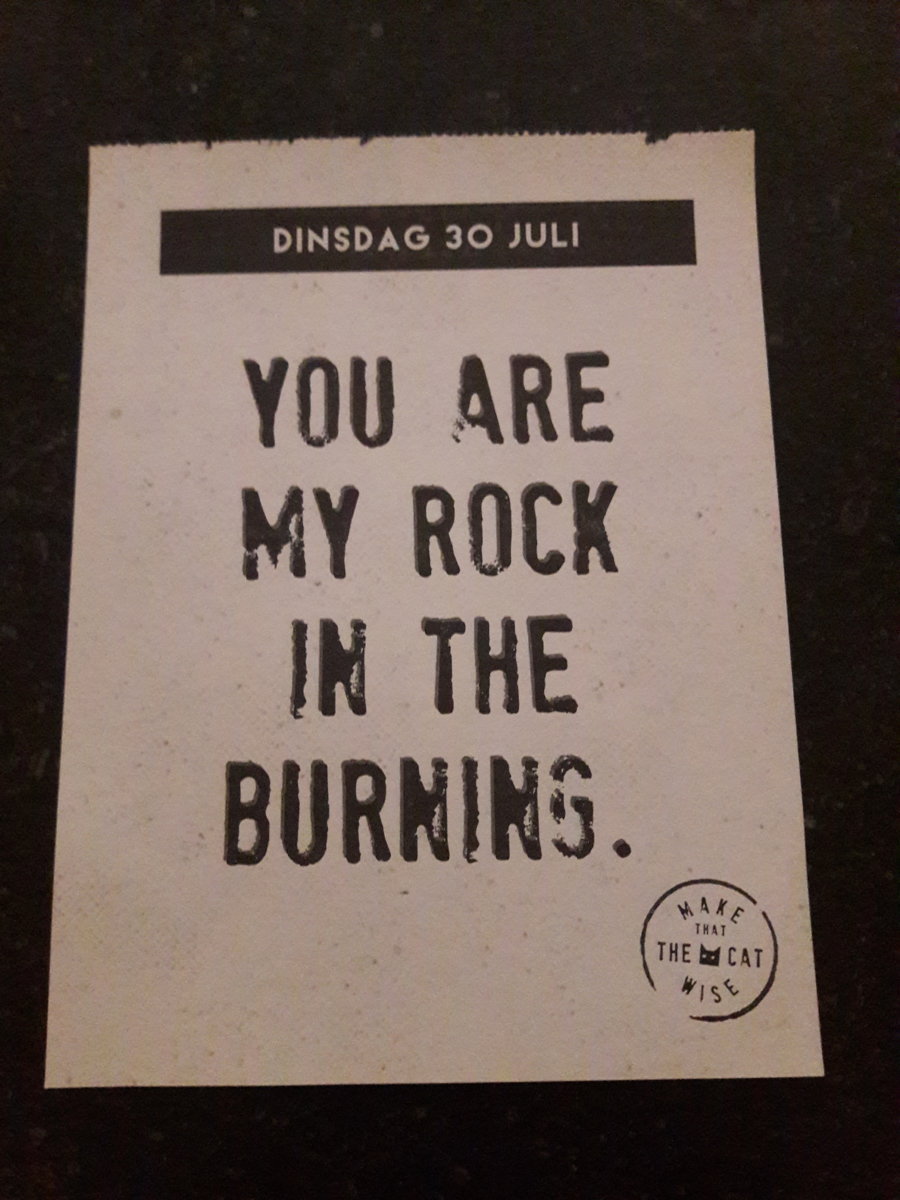 DINSDAG 30 JULI
YOU ARE
MY ROCK
IN THE
BURNING.
MAKE
THAT
THE CAT
WISE